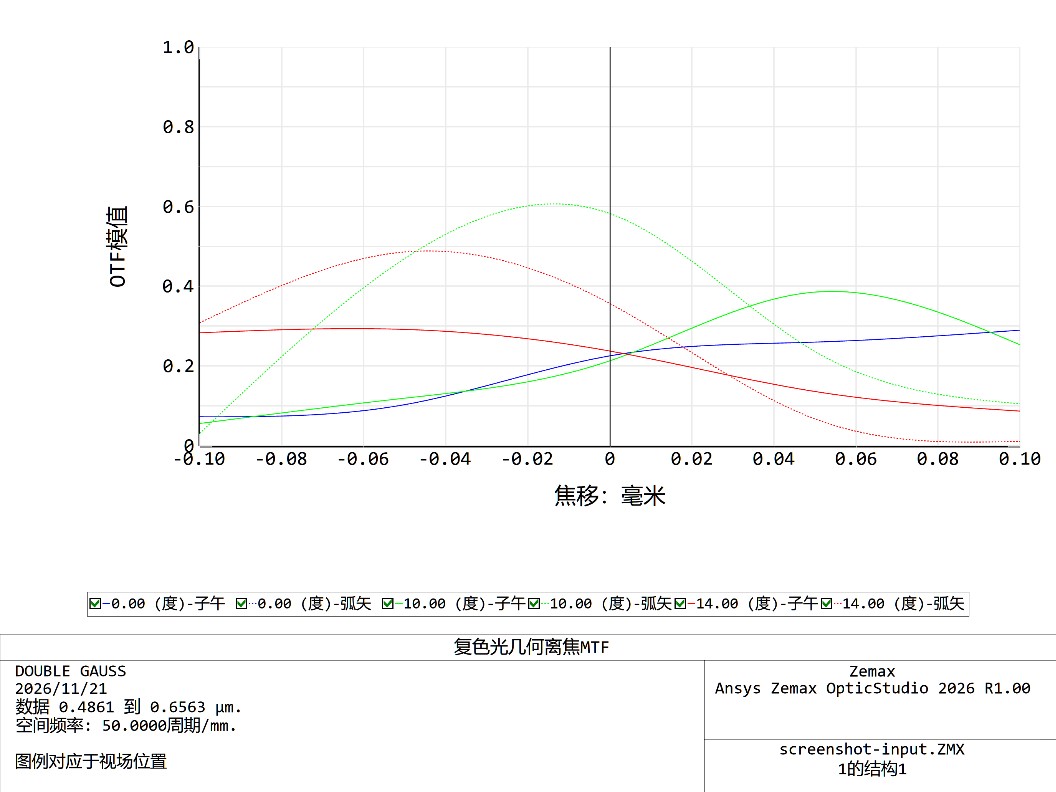 1.0
0.8
0.6
0.4
0.2
0
OTF模值
-0.10 -0.08 -0.06 -0.04 -0.02 0 0.02 0.04 0.06 0.08 0.10
焦移: 毫米
0.00 (度)-子午 0.00 (度)-弧矢 10.00 (度)-子午 10.00 (度)-弧矢 14.00 (度)-子午 14.00 (度)-弧矢
复色光几何离焦MTF
DOUBLE GAUSS
2026/11/21
数据 0.4861 到 0.6563 µm.
空间频率: 50.0000周期/mm.
图例对应于视场位置
Zemax
Ansys Zemax OpticStudio 2026 R1.00
screenshot-input.ZMX
1的结构1